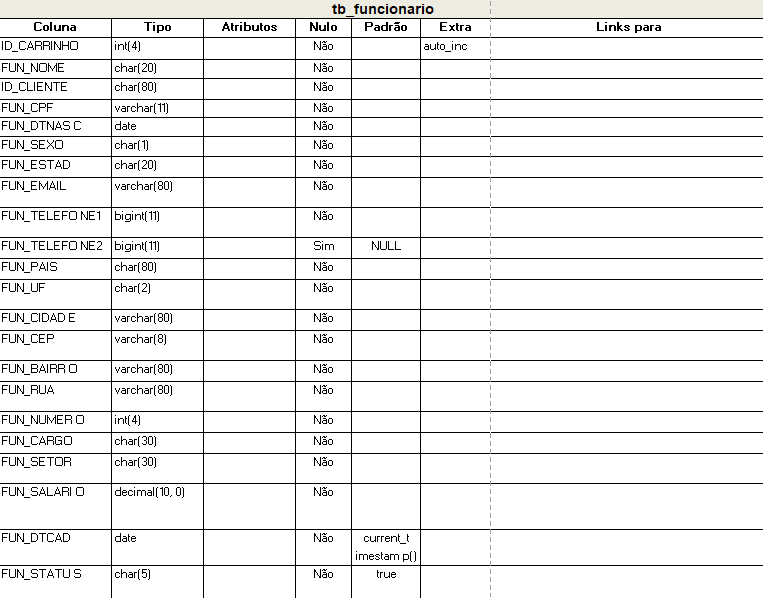 tb_funcionario
Coluna Tipo Atributos Nulo Padrão Extra Links para
ID_CARRINHO int(4) Não auto_inc
FUN_NOME char(20) Não
ID_CLIENTE char(80) Não
FUN_CPF varchar(11) Não
FUN_DTNAS C date Não
FUN_SEXO char(1) Não
FUN_ESTAD char(20) Não
FUN_EMAIL varchar(80) Não
FUN_TELEFO NE1 bigint(11) Não
FUN_TELEFO NE2 bigint(11) Sim NULL
FUN_PAIS char(80) Não
FUN_UF char(2) Não
FUN_CIDAD E varchar(80) Não
FUN_CEP varchar(8) Não
FUN_BAIRR O varchar(80) Não
FUN_RUA varchar(80) Não
FUN_NUMER O int(4) Não
FUN_CARGO char(30) Não
FUN_SETOR char(30) Não
FUN_SALARI O decimal(10, 0) Não
FUN_DTCAD date Não current_t
imestam p()
FUN_STATU S char(5) Não true